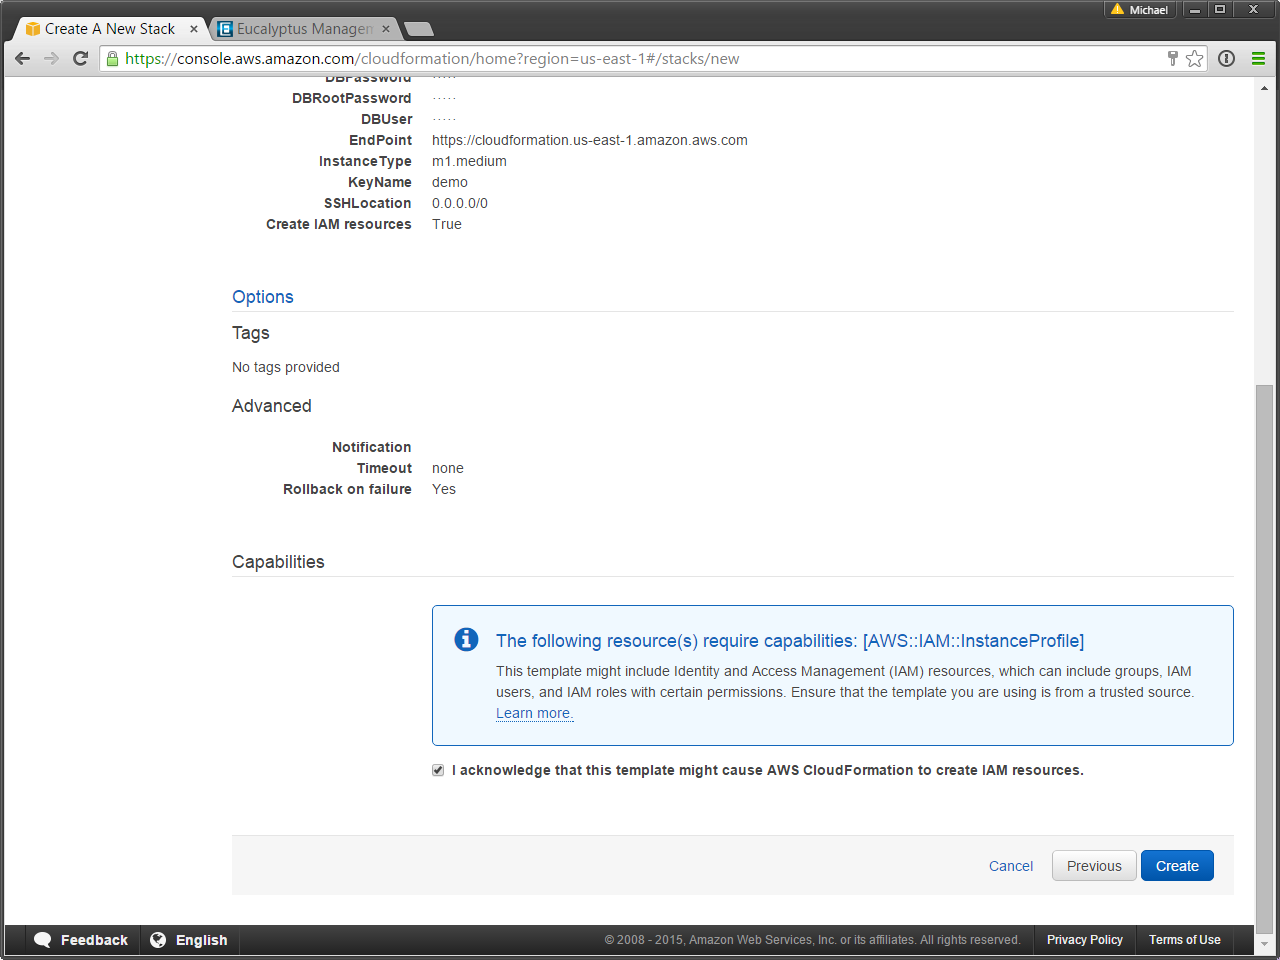 Michael
Create A New Stack
Eucalyptus Managem
https://console.aws.amazon.com/cloudformation/home?region=us-east-1#/stacks/new
DBPassword ·····
DBRootPassword ·····
DBUser ·····
EndPoint https://cloudformation.us-east-1.amazon.aws.com
InstanceType m1.medium
KeyName demo
SSHLocation 0.0.0.0/0
Create IAM resources True
Options
Tags
No tags provided
Advanced
Notification
Timeout none
Rollback on failure Yes
Capabilities
The following resource(s) require capabilities: [AWS::IAM::InstanceProfile]
This template might include Identity and Access Management (IAM) resources, which can include groups, IAM
users, and IAM roles with certain permissions. Ensure that the template you are using is from a trusted source.
Learn more.
I acknowledge that this template might cause AWS CloudFormation to create IAM resources.
Cancel Previous Create
Feedback English © 2008 - 2015, Amazon Web Services, Inc. or its affiliates. All rights reserved. Privacy Policy Terms of Use